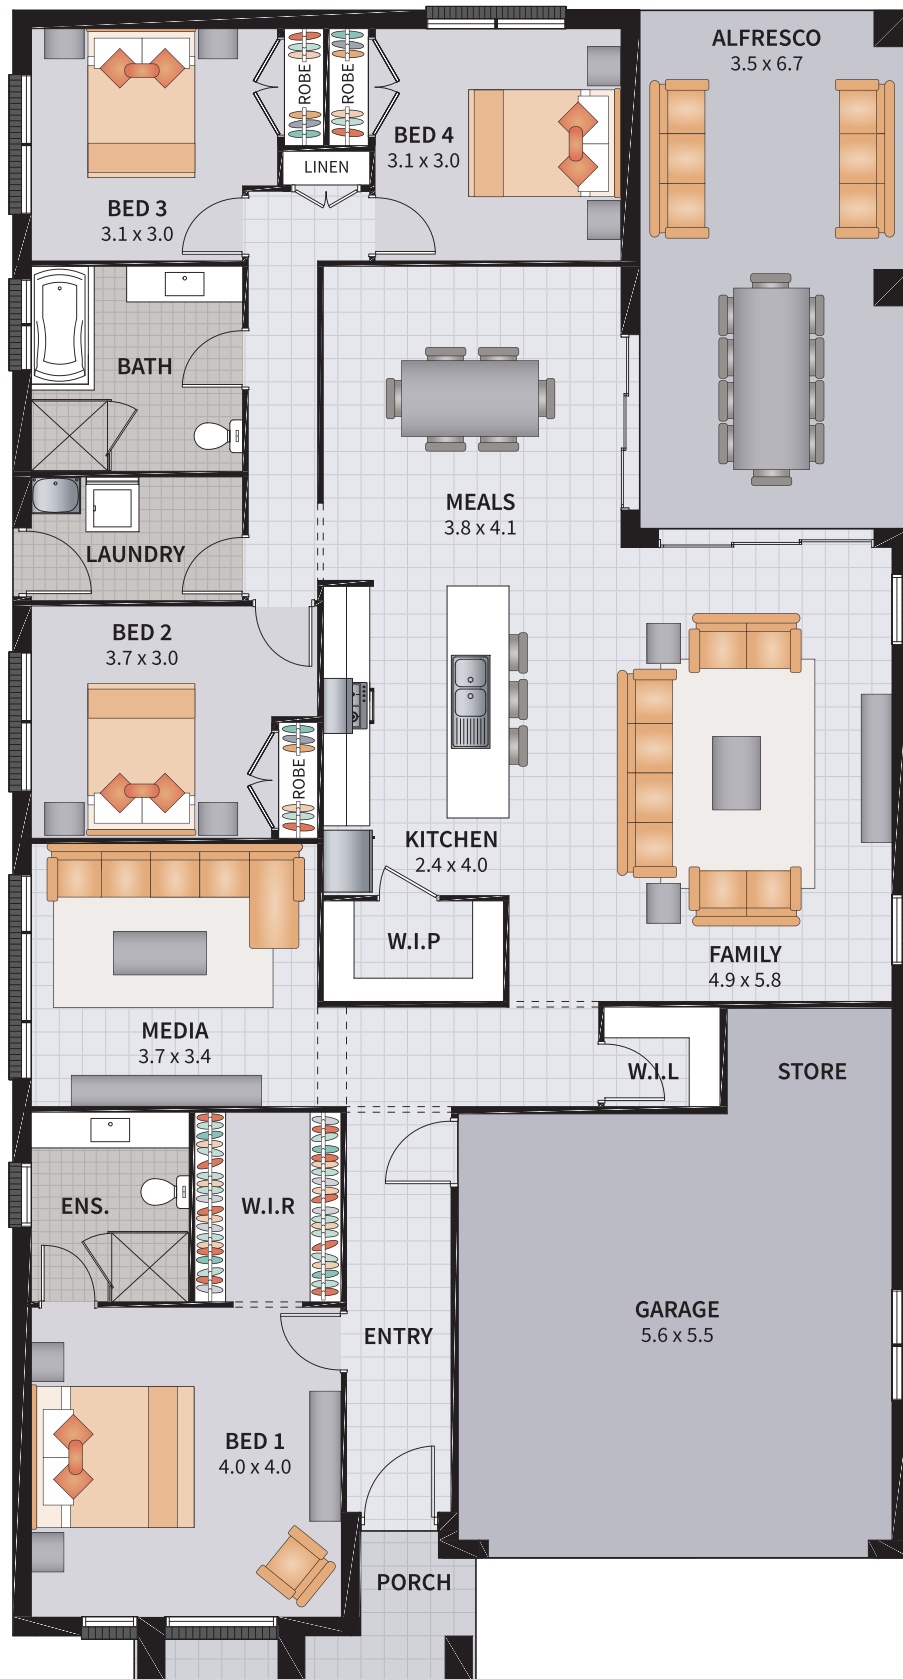 ALFRESCO
3.5 x 6.7
ROBE
ROBE
BED 4
3.1 x 3.0
LINEN
BED 3
3.1 x 3.0
BATH
MEALS
3.8 x 4.1
LAUNDRY
BED 2
3.7 x 3.0
ROBE
KITCHEN
2.4 x 4.0
W.I.P
FAMILY
4.9 x 5.8
MEDIA
3.7 x 3.4
W.I.L
STORE
ENS.
W.I.R
GARAGE
5.6 x 5.5
ENTRY
BED 1
4.0 x 4.0
PORCH